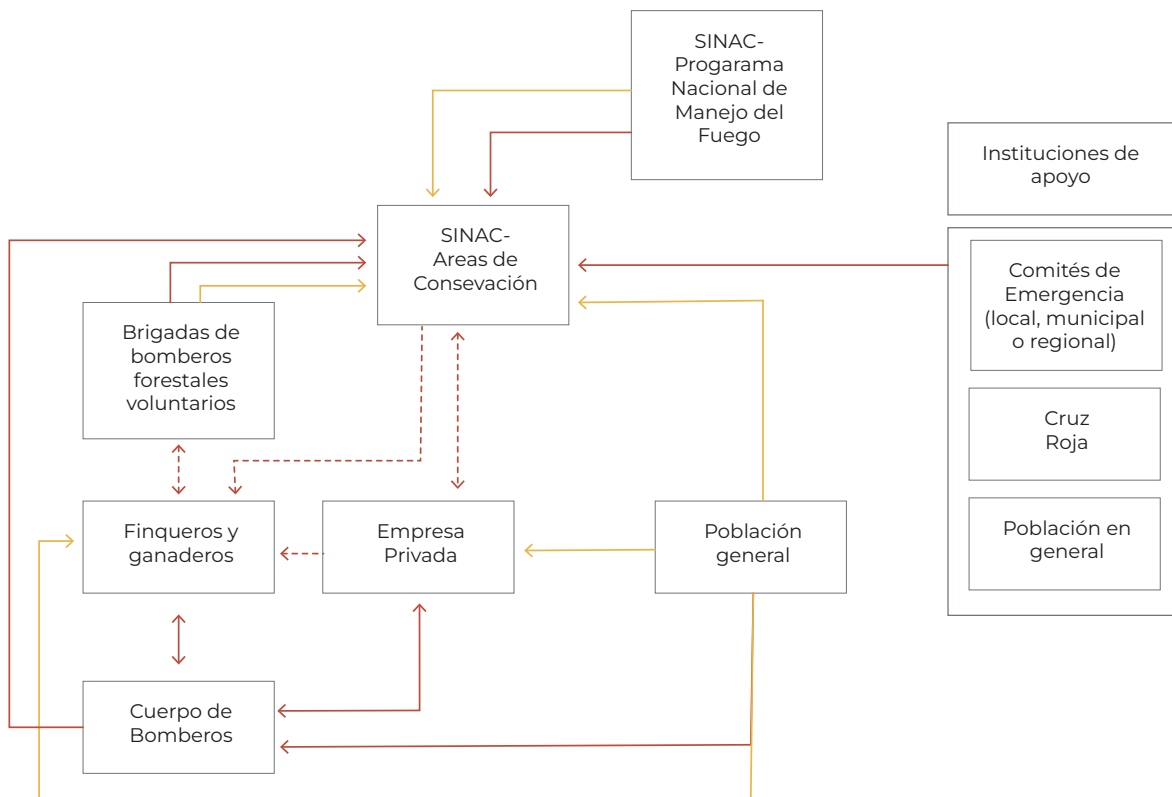 SINAC-
Progarama
Nacional de
Manejo del
Fuego
Instituciones de
apoyo
SINAC-
Areas de
Consevación
Comités de
Emergencia
(local, municipal
o regional)
Brigadas de
bomberos
forestales
voluntarios
Cruz
Roja
Finqueros y
ganaderos
Empresa
Privada
Población
general
Población en
general
Cuerpo de
Bomberos